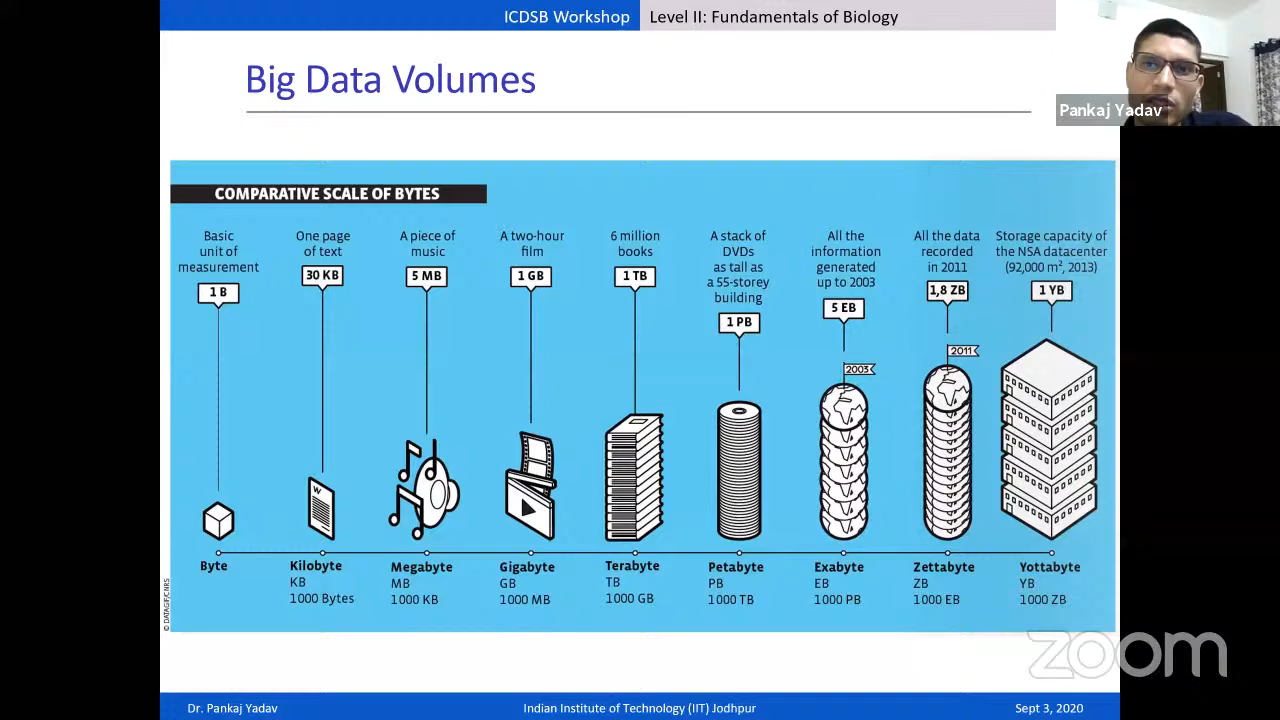 ICDSB Workshop
Level II: Fundamentals of Biology
Big Data Volumes
Pankaj Yadav
COMPARATIVE SCALE OF BYTES
Basic
unit of
measurement
1 B
One page
of text
30 KB
A piece of
music
5 MB
A two-hour
film
1 GB
6 million
books
1 TB
A stack of
DVDs
as tall as
a 55-storey
building
1 PB
All the
information
generated
up to 2003
5 EB
All the data
recorded
in 2011
1,8 ZB
Storage capacity of
the NSA datacenter
(92,000 m², 2013)
1 YB
2003
2011
W
Byte
Kilobyte
KB
1000 Bytes
Megabyte
MB
1000 KB
Gigabyte
GB
1000 MB
Terabyte
TB
1000 GB
Petabyte
PB
1000 TB
Exabyte
EB
1000 PB
Zettabyte
ZB
1000 EB
Yottabyte
YB
1000 ZB
© DATAGIF/CNRS
zoom
Dr. Pankaj Yadav
Indian Institute of Technology (IIT) Jodhpur
Sept 3, 2020